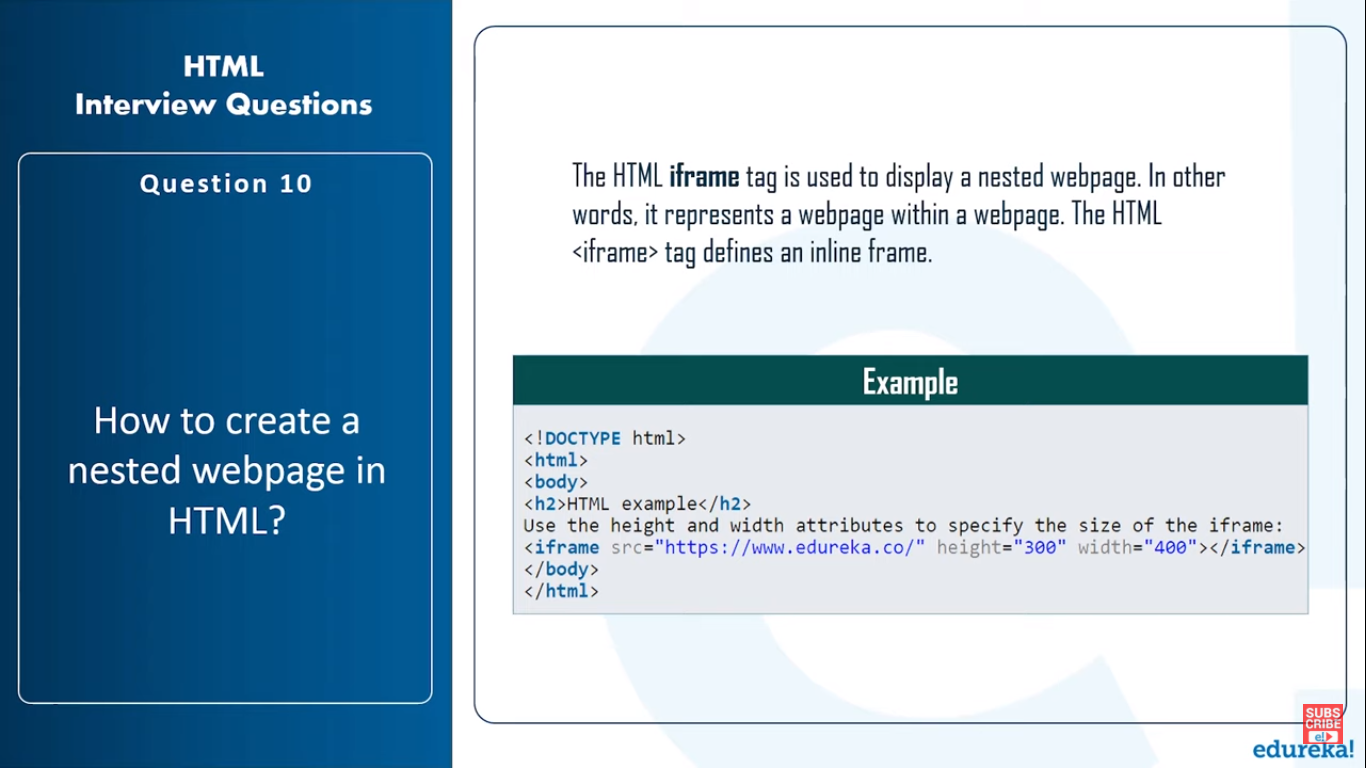 HTML
Interview Questions
Question 10
How to create a
nested webpage in
HTML?
The HTML iframe tag is used to display a nested webpage. In other
words, it represents a webpage within a webpage. The HTML
<iframe> tag defines an inline frame.
Example
<!DOCTYPE html>
<html>
<body>
<h2>HTML example</h2>
Use the height and width attributes to specify the size of the iframe:
<iframe src="https://www.edureka.co/" height="300" width="400"></iframe>
</body>
</html>
SUBS
CRIBE
e!
edureka!